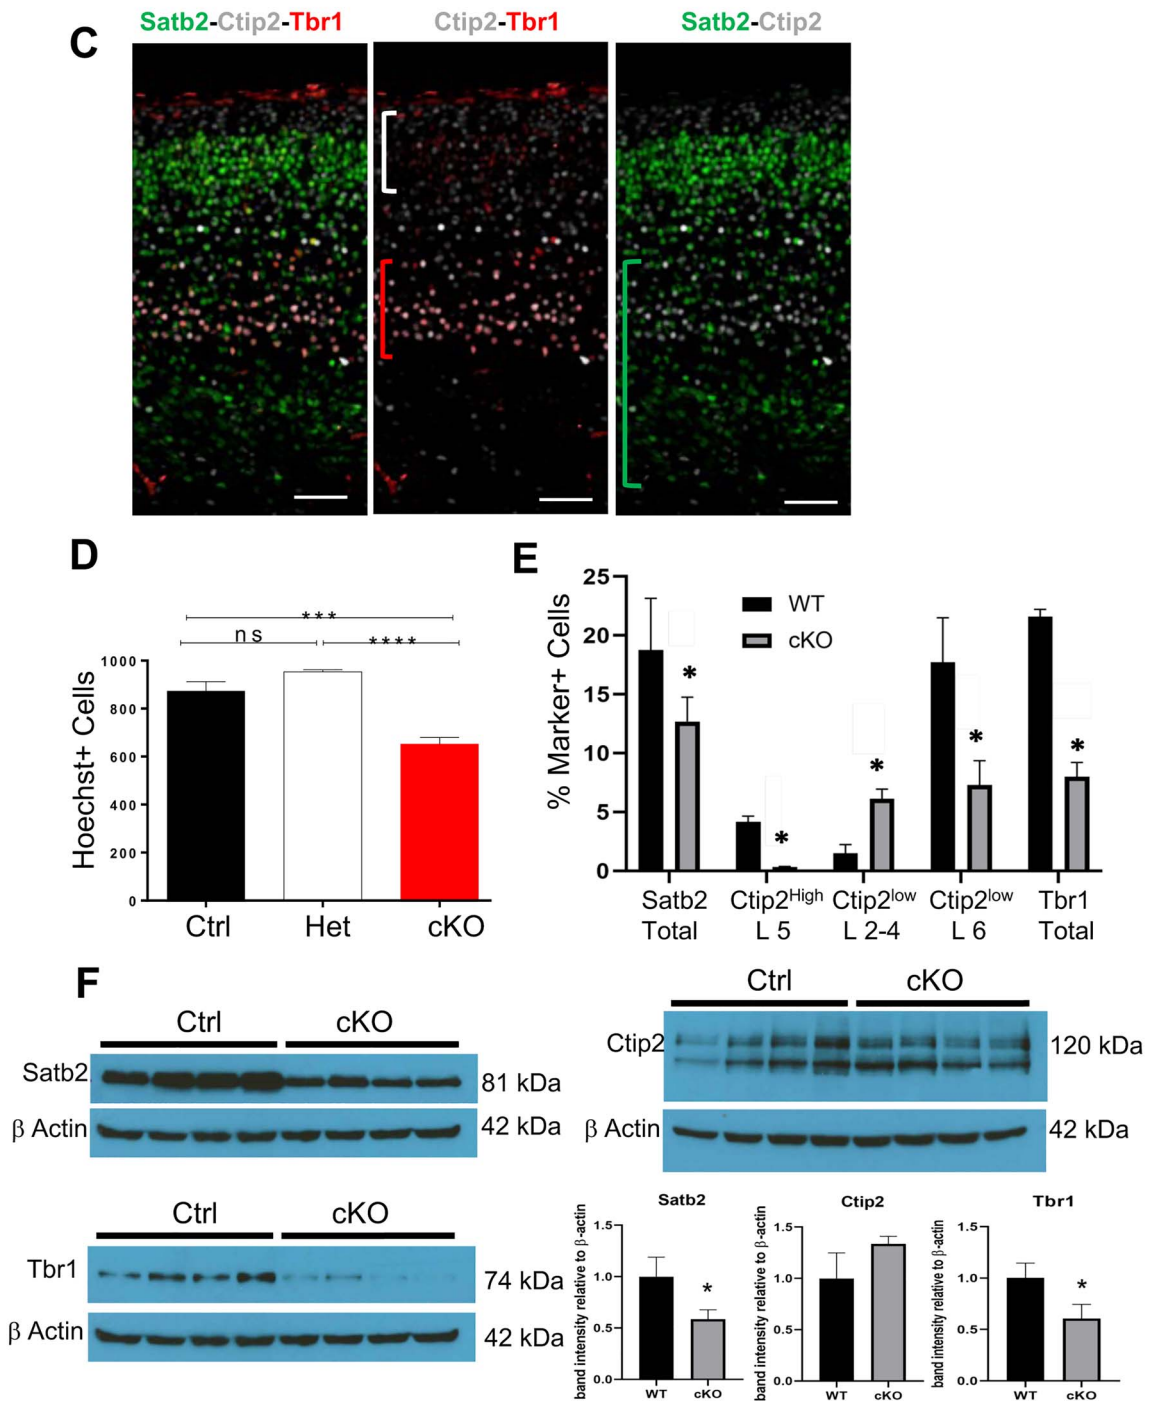 C
Satb2-Ctip2-Tbr1
Ctip2-Tbr1
Satb2-Ctip2
D
***
ns
****
Hoechst+ Cells
1000
800
600
400
200
0
Ctrl
Het
cKO
E
% Marker+ Cells
25
20
15
10
5
0
WT
cKO
*
*
*
*
*
Satb2 Total
Ctip2High L 5
Ctip2low L 2-4
Ctip2low L 6
Tbr1 Total
F
Ctrl
cKO
Satb2
81 kDa
β Actin
42 kDa
Ctrl
cKO
Ctip2
120 kDa
β Actin
42 kDa
Ctrl
cKO
Tbr1
74 kDa
β Actin
42 kDa
Satb2
band intensity relative to β-actin
1.5
1.0
0.5
0.0
*
WT
cKO
Ctip2
band intensity relative to β-actin
1.5
1.0
0.5
0.0
WT
cKO
Tbr1
band intensity relative to β-actin
1.5
1.0
0.5
0.0
*
WT
cKO